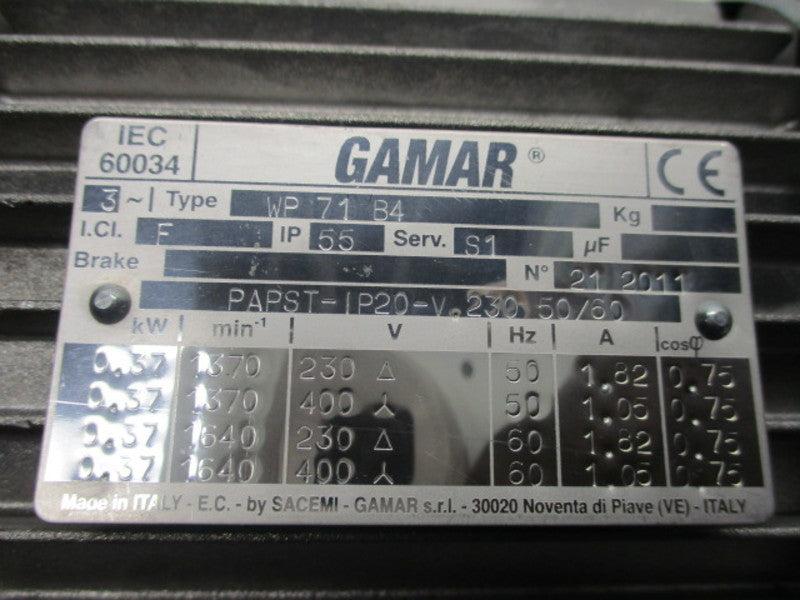 IEC 60034 GAMAR ® CE
3 ~ Type WP 71 B4 Kg
I.Cl. F IP 55 Serv. S1 µF
Brake N° 21 2011
PAPST-IP20-V.230 50/60
kW min-1 V Hz A cosφ
0.37 1370 230 Δ 50 1.82 0.75
0.37 1370 400 ⅄ 50 1.05 0.75
0.37 1640 230 Δ 60 1.82 0.75
0.37 1640 400 ⅄ 60 1.05 0.75
Made in ITALY - E.C. - by SACEMI - GAMAR s.r.l. - 30020 Noventa di Piave (VE) - ITALY